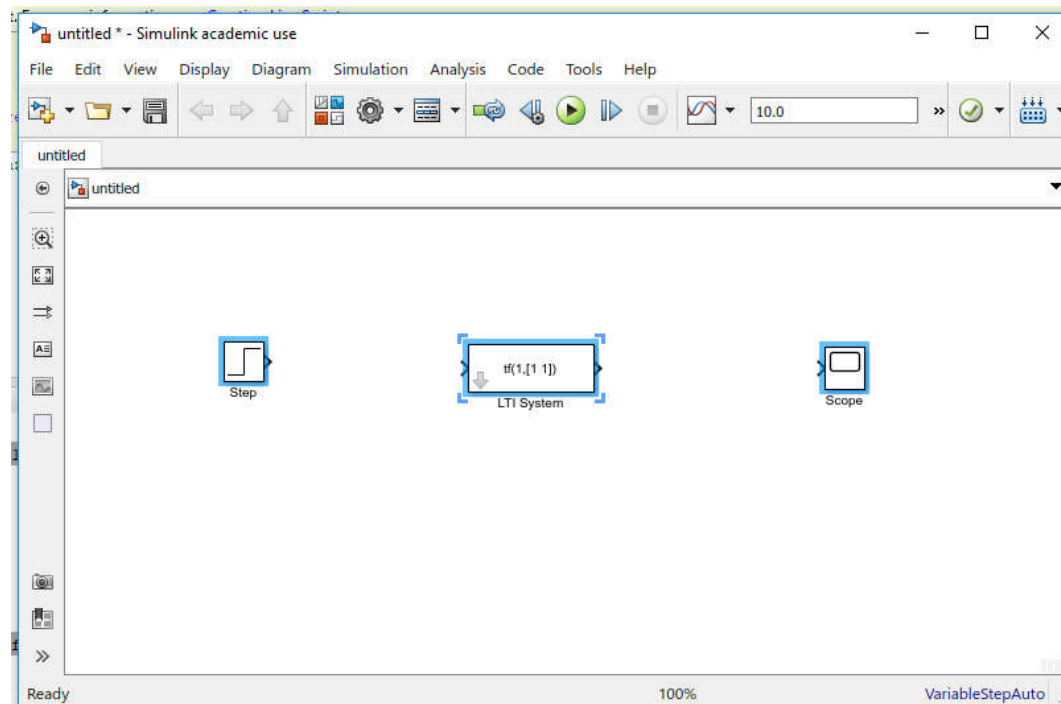 untitled * - Simulink academic use
File Edit View Display Diagram Simulation Analysis Code Tools Help
10.0
»
untitled
untitled
A
Step
tf(1,[1 1])
LTI System
Scope
»
Ready 100% VariableStepAuto